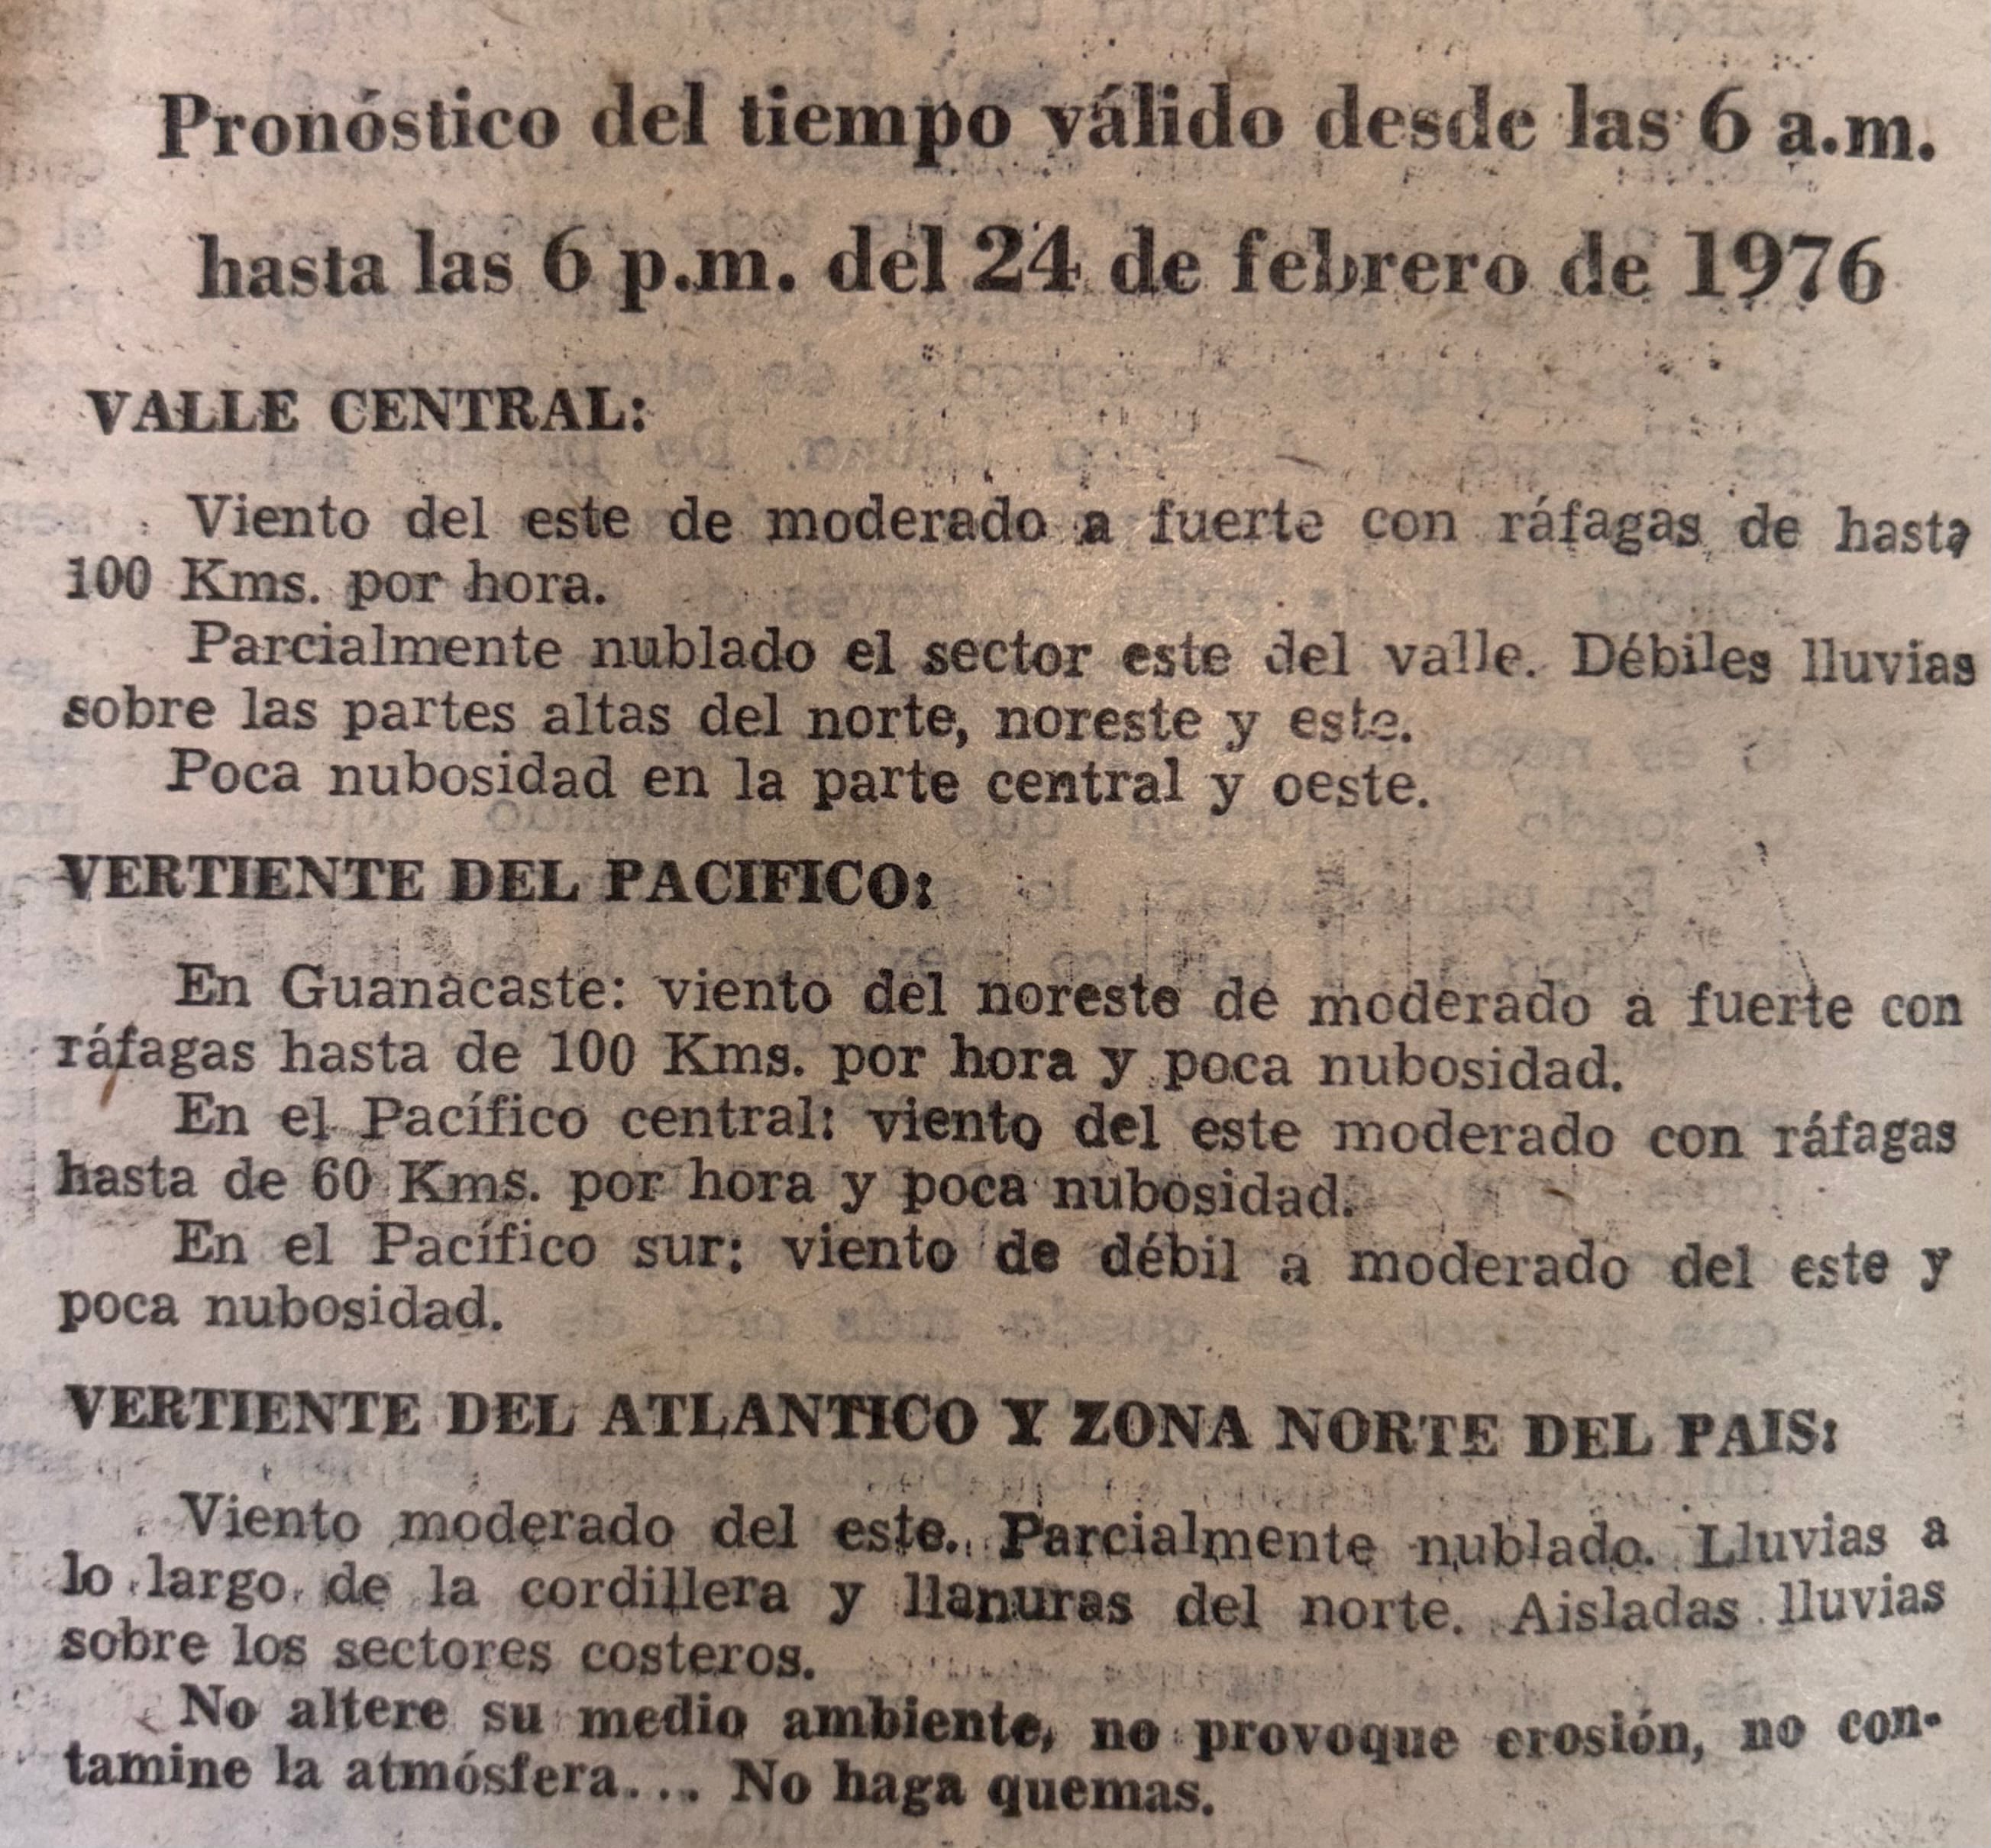 Pronóstico del tiempo válido desde las 6 a.m.
hasta las 6 p.m. del 24 de febrero de 1976
VALLE CENTRAL:
Viento del este de moderado a fuerte con ráfagas de hasta
100 Kms. por hora.
Parcialmente nublado el sector este del valle. Débiles lluvias
sobre las partes altas del norte, noreste y este.
Poca nubosidad en la parte central y oeste.
VERTIENTE DEL PACIFICO:
En Guanacaste: viento del noreste de moderado a fuerte con
ráfagas hasta de 100 Kms. por hora y poca nubosidad.
En el Pacífico central: viento del este moderado con ráfagas
hasta de 60 Kms. por hora y poca nubosidad.
En el Pacífico sur: viento de débil a moderado del este y
poca nubosidad.
VERTIENTE DEL ATLANTICO Y ZONA NORTE DEL PAIS:
Viento moderado del este. Parcialmente nublado. Lluvias a
lo largo de la cordillera y llanuras del norte. Aisladas lluvias
sobre los sectores costeros.
No altere su medio ambiente, no provoque erosión, no con-
tamine la atmósfera... No haga quemas.